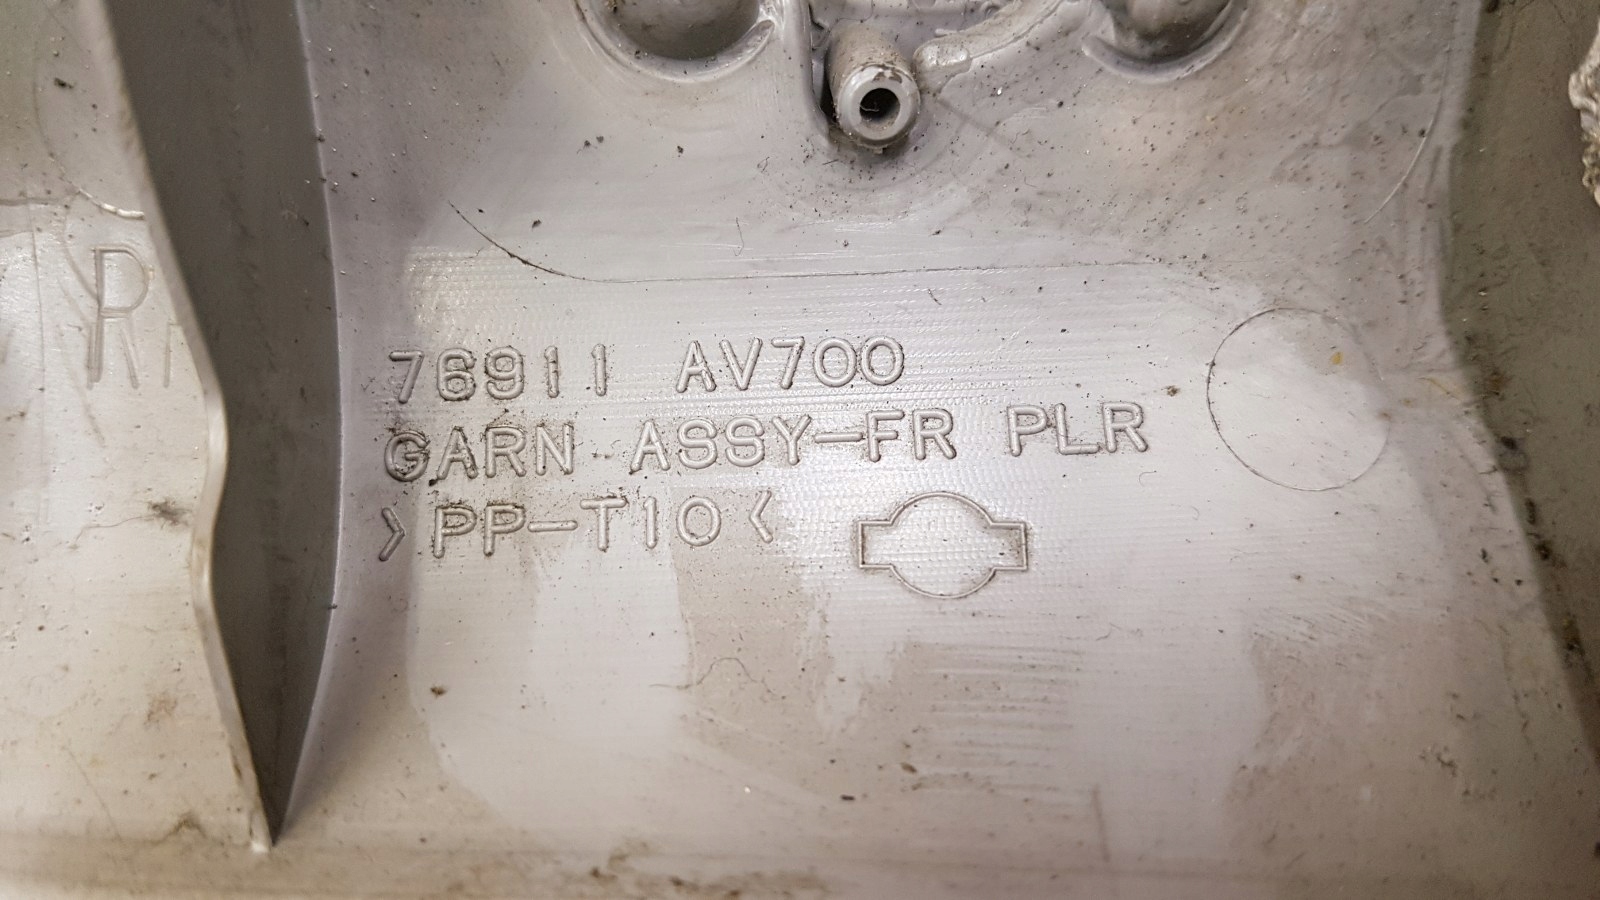 76911 AV700
GARN ASSY-FR PLR
>PP-T10<